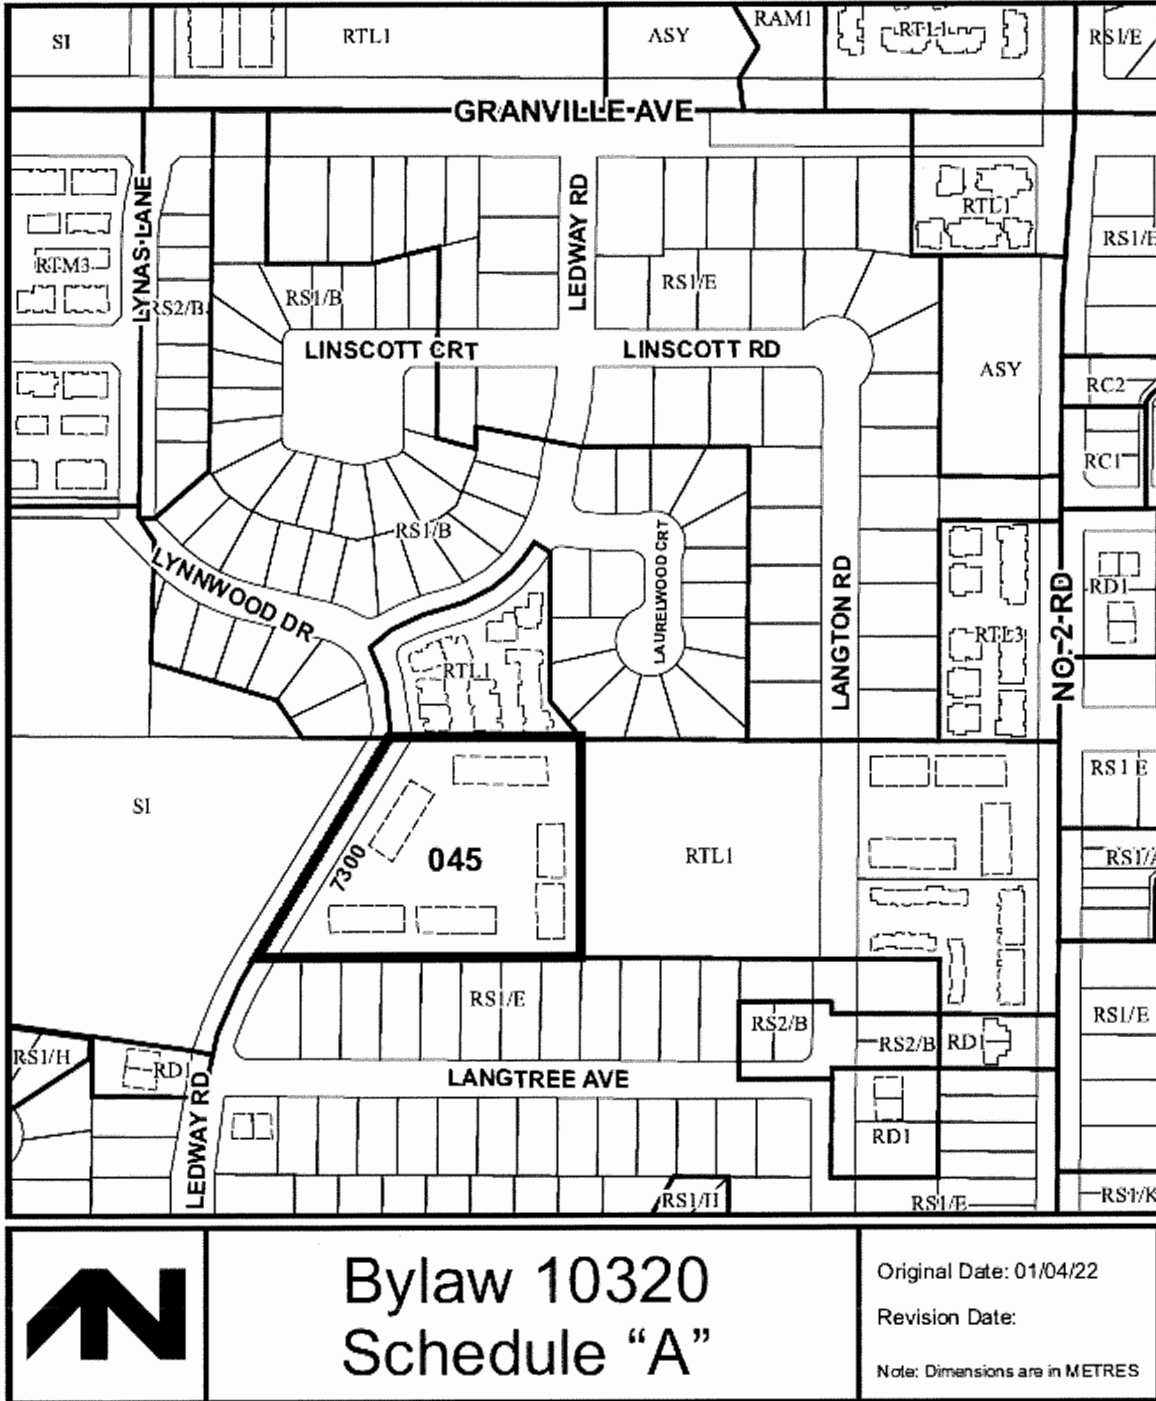 SI
RTL1
ASY
RAM1
RTL1
RS1/E
GRANVILLE AVE
LYNAS LANE
LEDWAY RD
RTL1
RTM3
RS2/B
RS1/B
RS1/E
RS1/E
LINSCOTT CRT
LINSCOTT RD
ASY
RC2
RC1
RS1/B
LYNNWOOD DR
LAURELWOOD CRT
LANGTON RD
NO. 2 RD
RD1
RTL3
RTL1
SI
7300
045
RTL1
RS1 E
RS1/A
RS1/E
RS2/B
RS2/B
RD1
RS1/E
RS1/H
RD1
LANGTREE AVE
LEDWAY RD
RD1
RS1/H
RS1/E
RS1/K
Bylaw 10320
Schedule “A”
Original Date: 01/04/22
Revision Date:
Note: Dimensions are in METRES